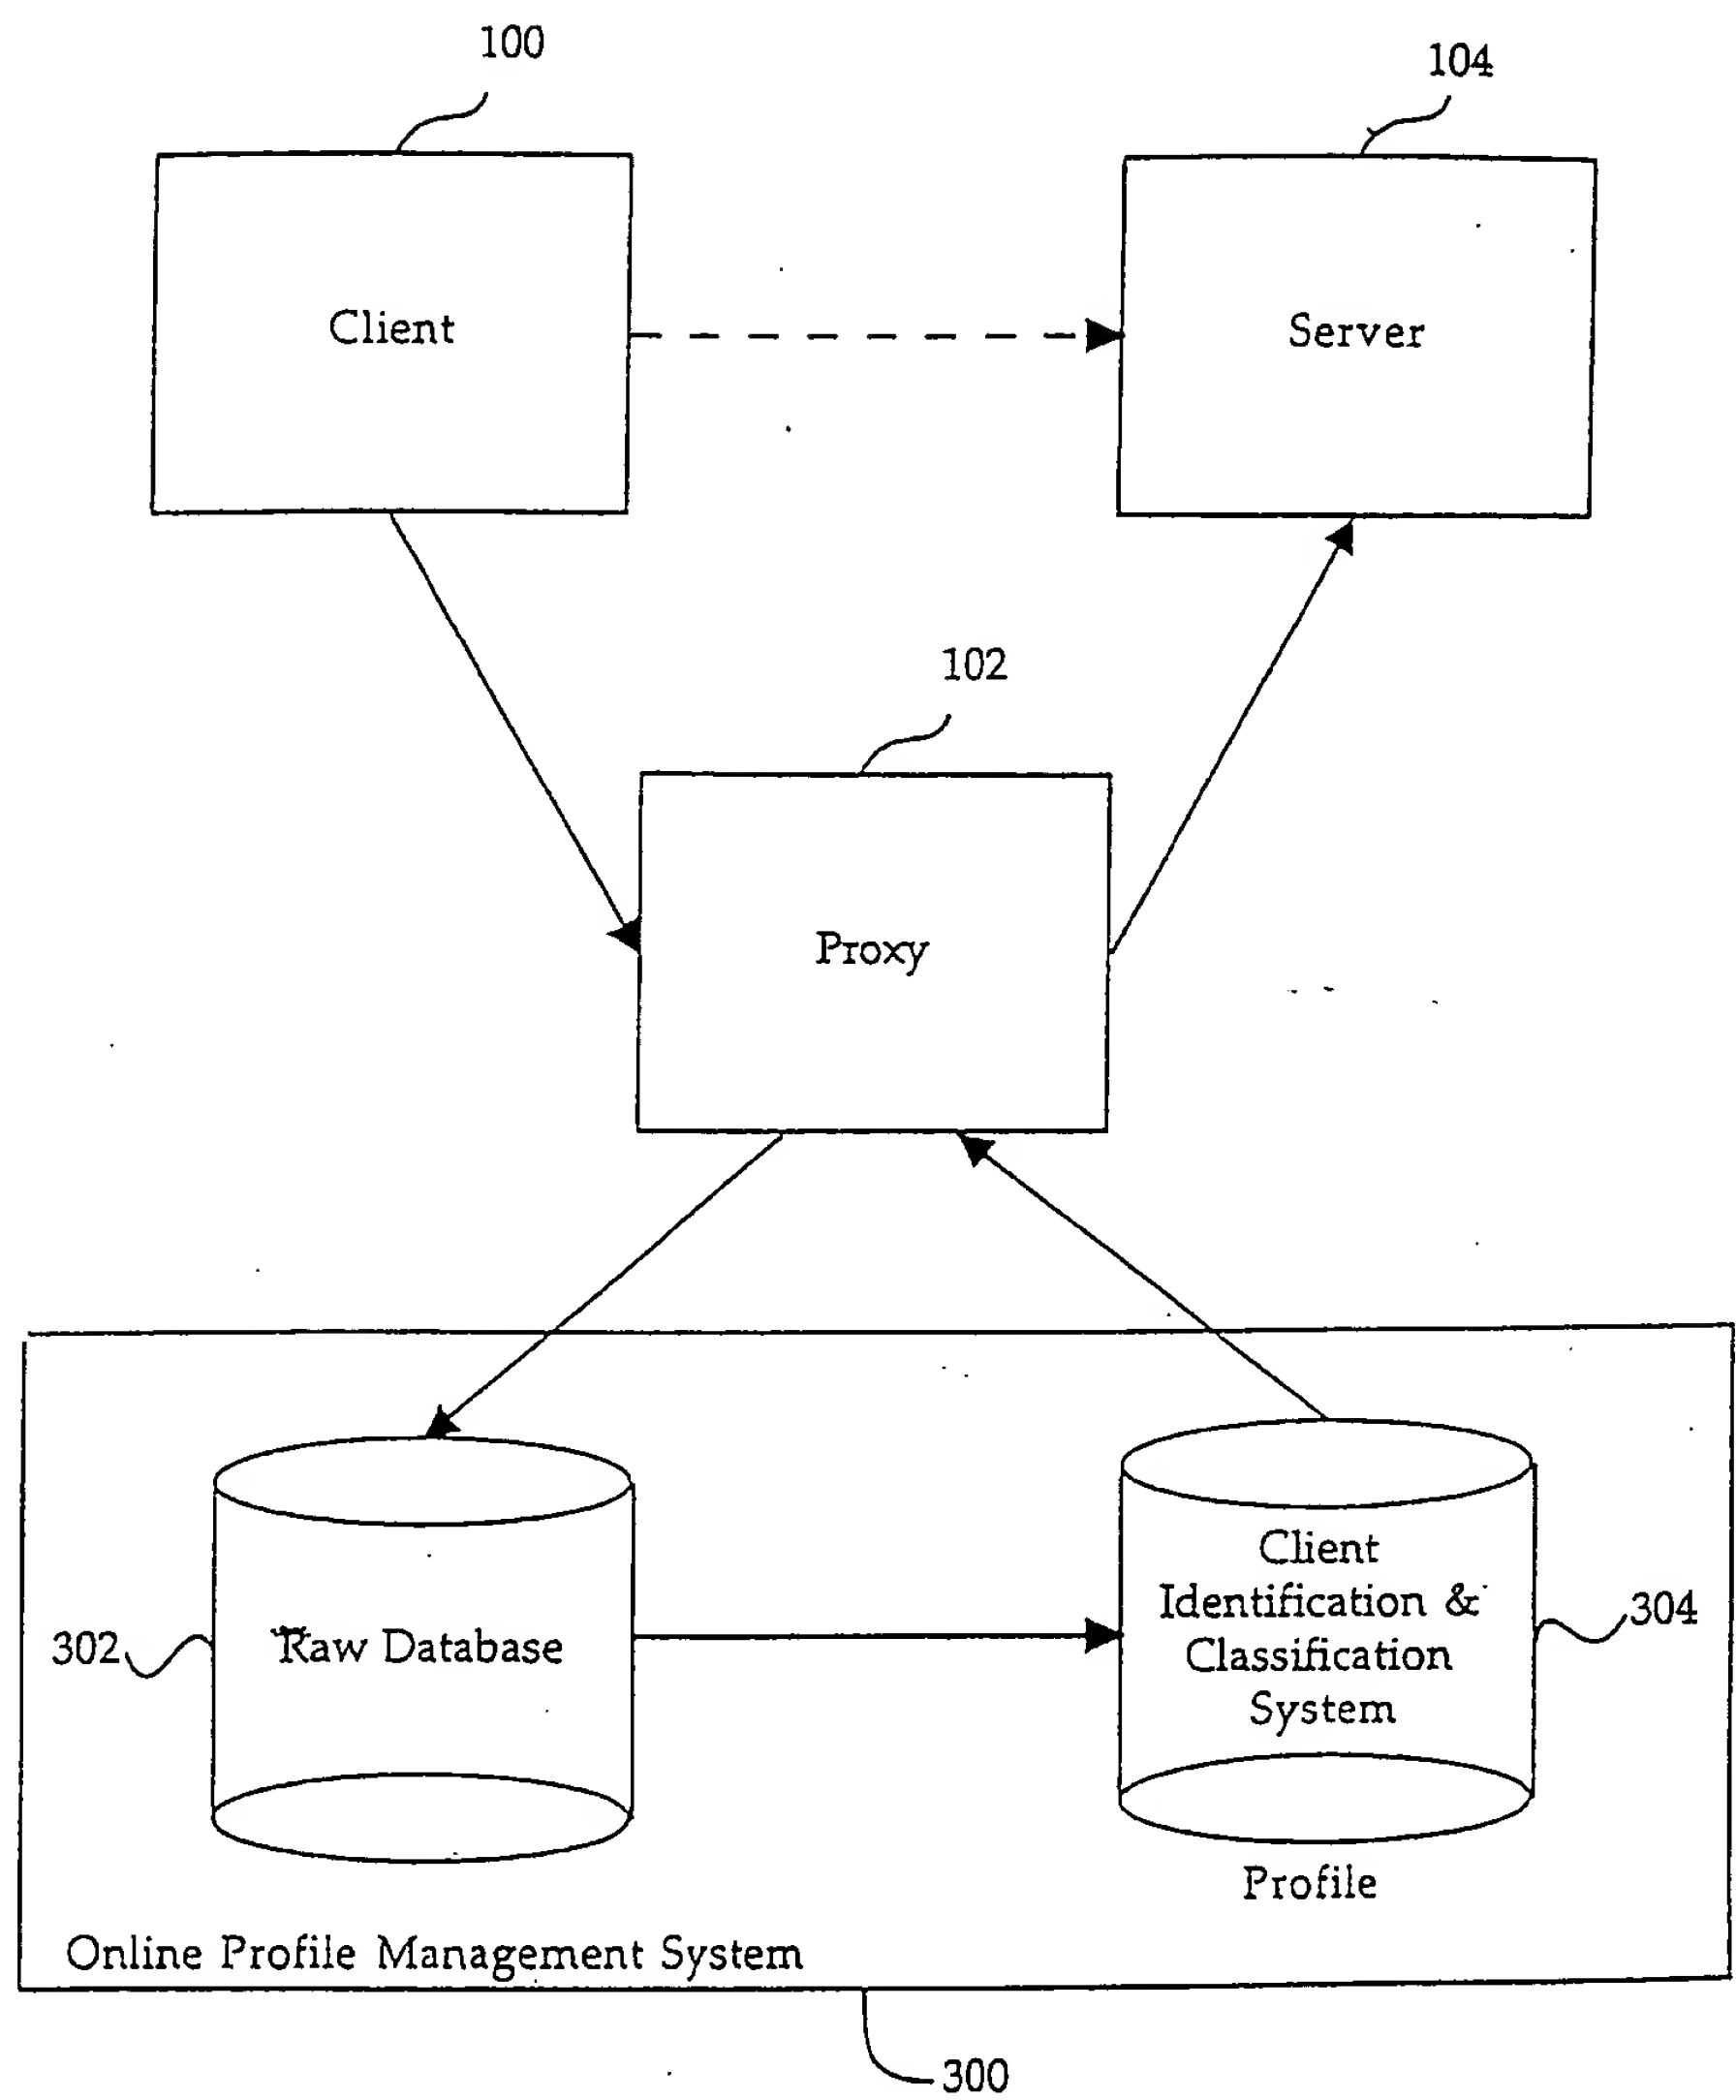 100
104
Client
Server
102
Proxy
302
Raw Database
Client
Identification &
Classification
System
304
Profile
Online Profile Management System
300